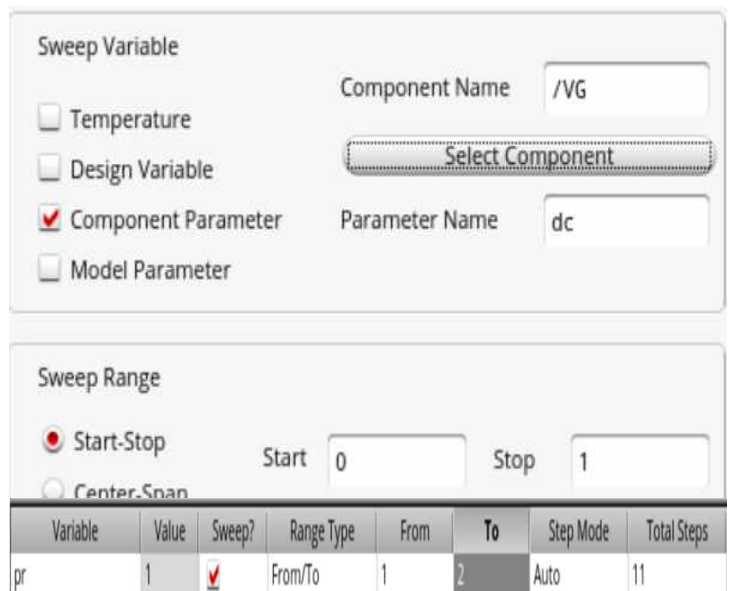 Sweep Variable
Component Name /VG
Temperature
Select Component
Design Variable
Component Parameter Parameter Name dc
Model Parameter
Sweep Range
Start-Stop Start 0 Stop 1
Center-Span
Variable Value Sweep? Range Type From To Step Mode Total Steps
pr 1 From/To 1 2 Auto 11